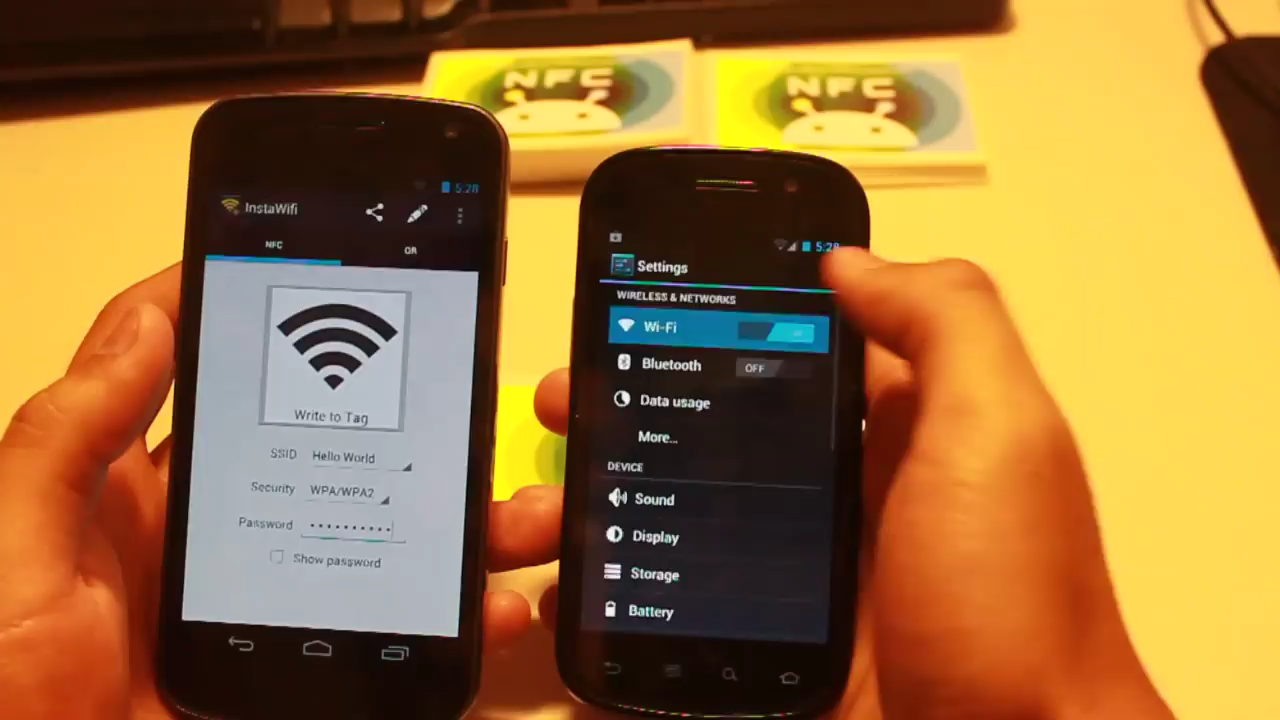 NFC
NFC
5:28
InstaWifi
NFC
QR
Write to Tag
SSID Hello World
Security WPA/WPA2
Password ••••••••••
Show password
5:28
Settings
WIRELESS & NETWORKS
Wi-Fi
Bluetooth OFF
Data usage
More...
DEVICE
Sound
Display
Storage
Battery